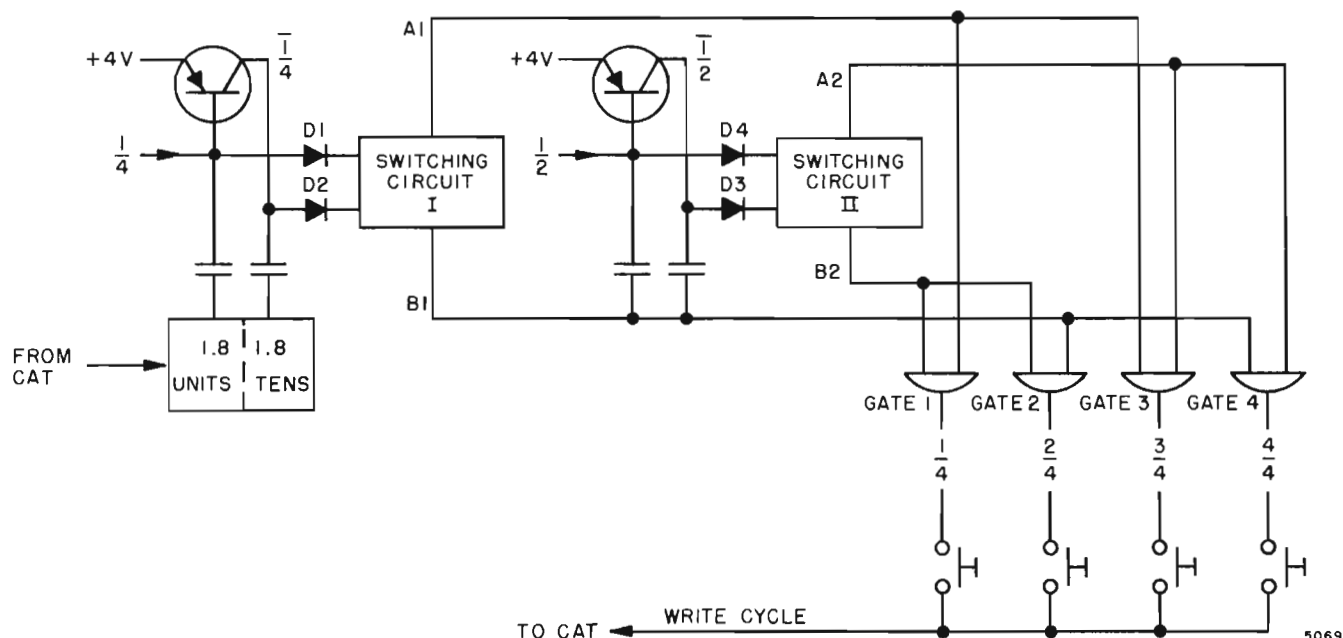 A1
+4V
1/4
+4V
1/2
A2
D1
D4
1/4
SWITCHING
CIRCUIT
I
1/2
SWITCHING
CIRCUIT
II
D2
D3
B2
B1
FROM
CAT
1.8 1.8
UNITS TENS
GATE 1
GATE 2
GATE 3
GATE 4
1/4
2/4
3/4
4/4
TO CAT
WRITE CYCLE
5069